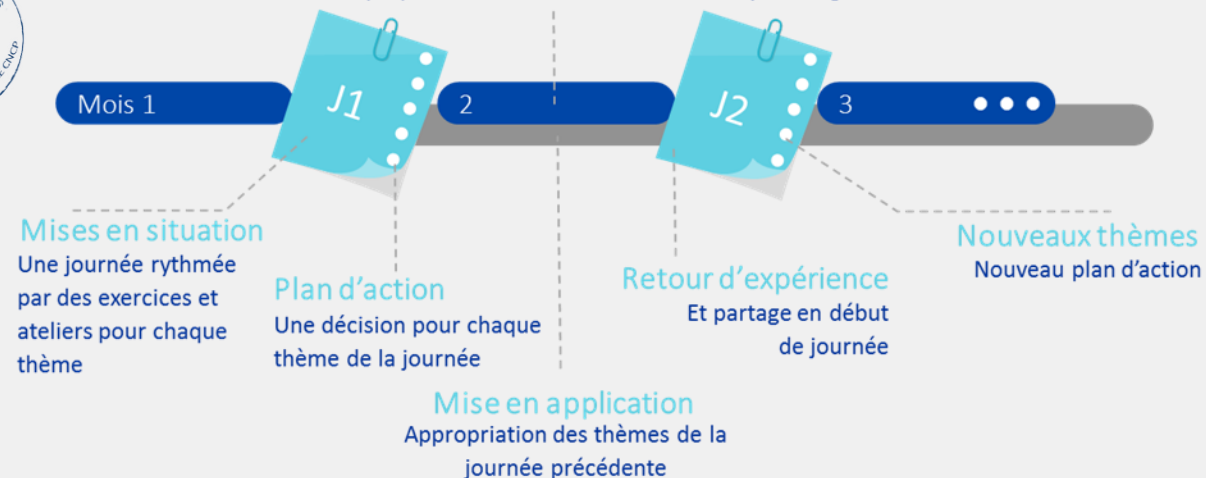 CNCP
Mois 1
J1
2
J2
3
Mises en situation
Une journée rythmée
par des exercices et
ateliers pour chaque
thème
Plan d'action
Une décision pour chaque
thème de la journée
Mise en application
Appropriation des thèmes de la
journée précédente
Retour d'expérience
Et partage en début
de journée
Nouveaux thèmes
Nouveau plan d'action